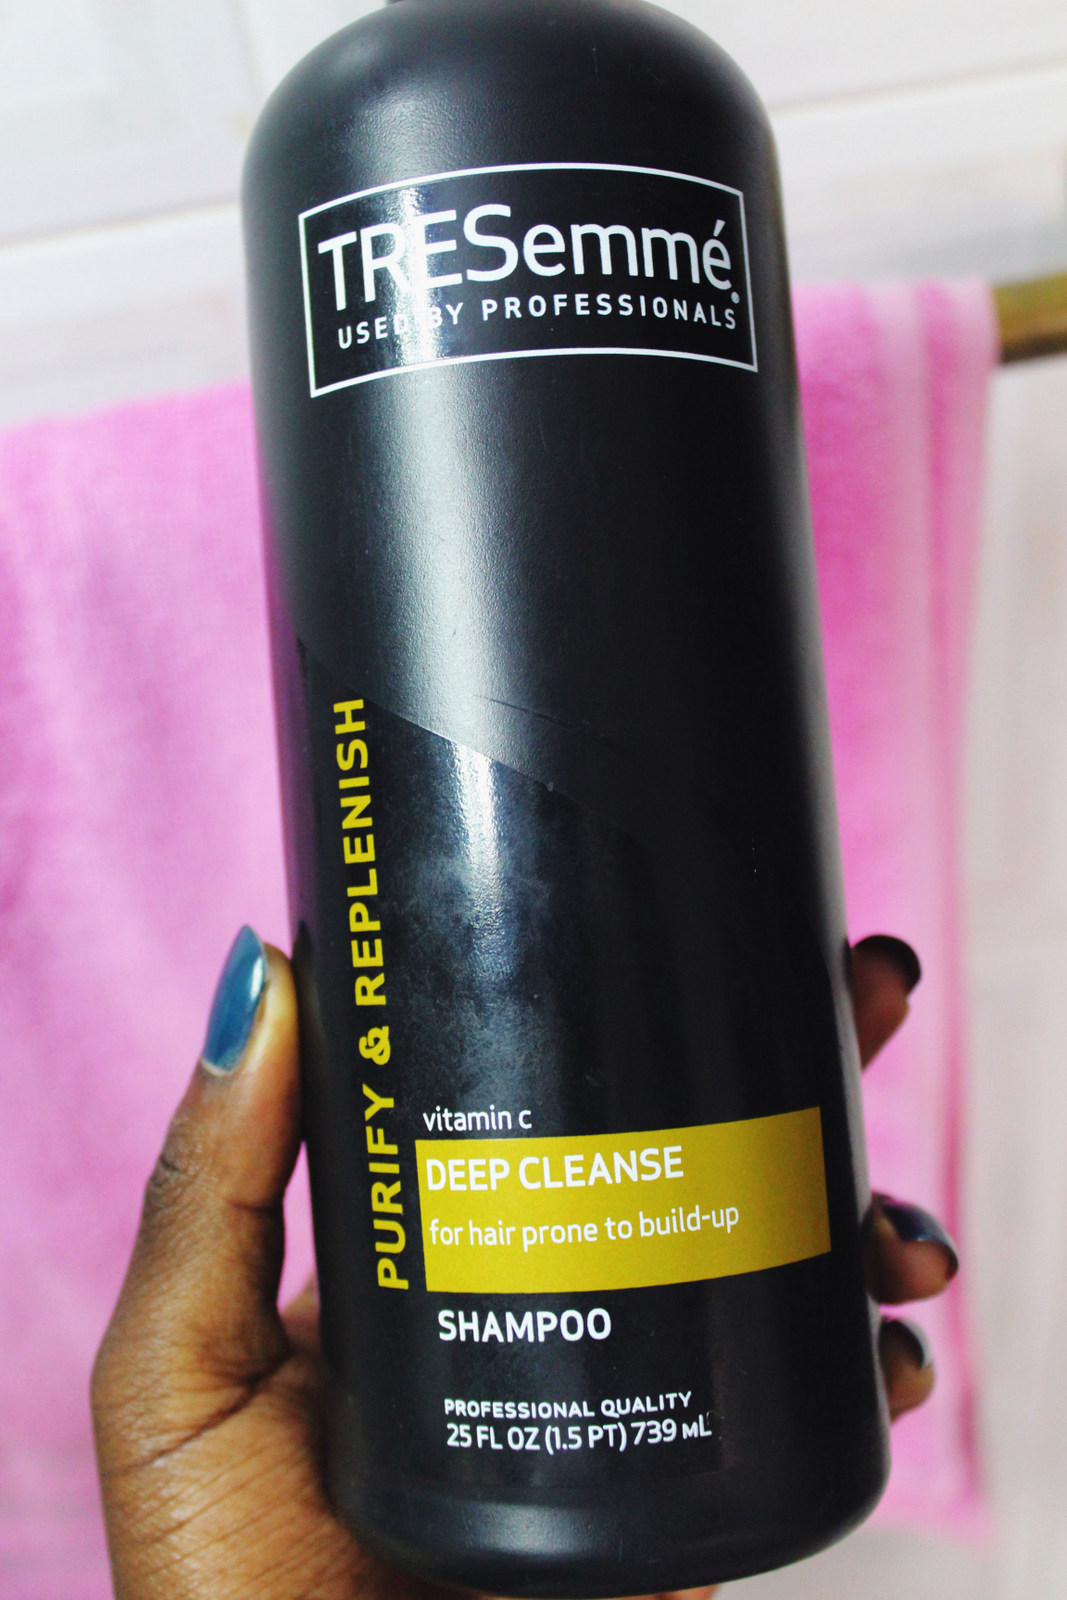 TRESemmé®
USED BY PROFESSIONALS
PURIFY & REPLENISH
vitamin c
DEEP CLEANSE
for hair prone to build-up
SHAMPOO
PROFESSIONAL QUALITY
25 FL OZ (1.5 PT) 739 mL